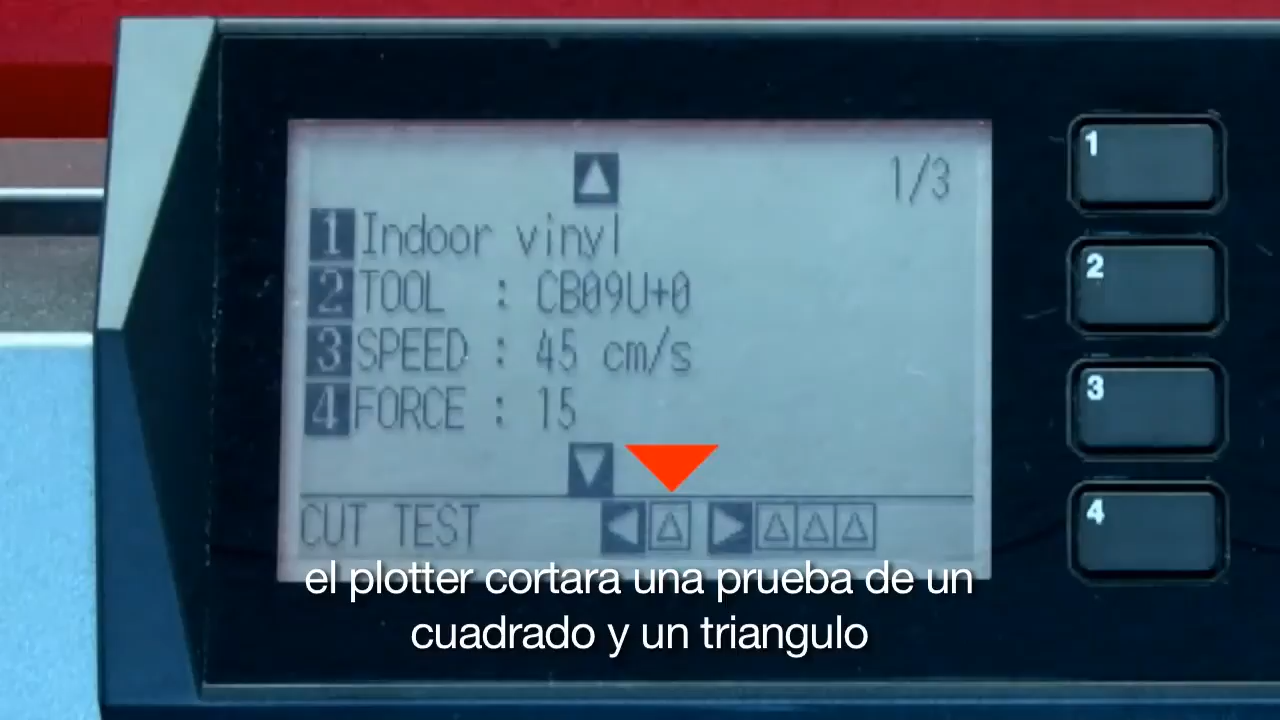 1/3
1 Indoor vinyl
2 TOOL : CB09U+0
3 SPEED : 45 cm/s
4 FORCE : 15
CUT TEST
el plotter cortara una prueba de un
cuadrado y un triangulo
1
2
3
4